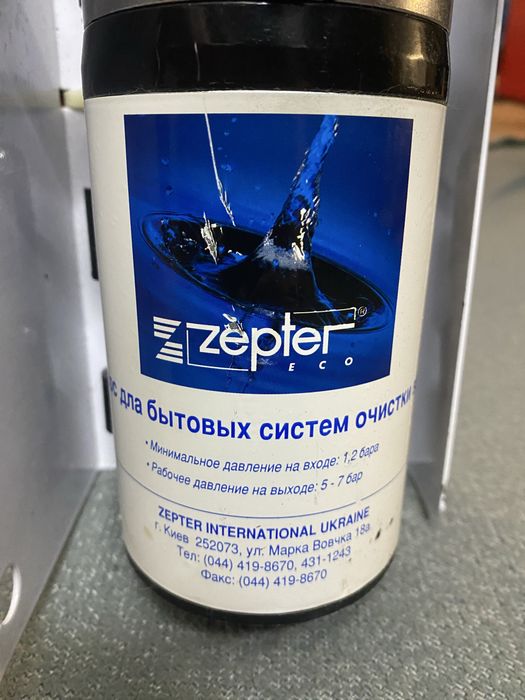 zepter
ECO
дла бытовых систем очистки
• Минимальное давление на входе: 1,2 бара
• Рабочее давление на выходе: 5 - 7 бар
ZEPTER INTERNATIONAL UKRAINE
г. Киев 252073, ул. Марка Вовчка 18а.
Тел: (044) 419-8670, 431-1243
Факс: (044) 419-8670